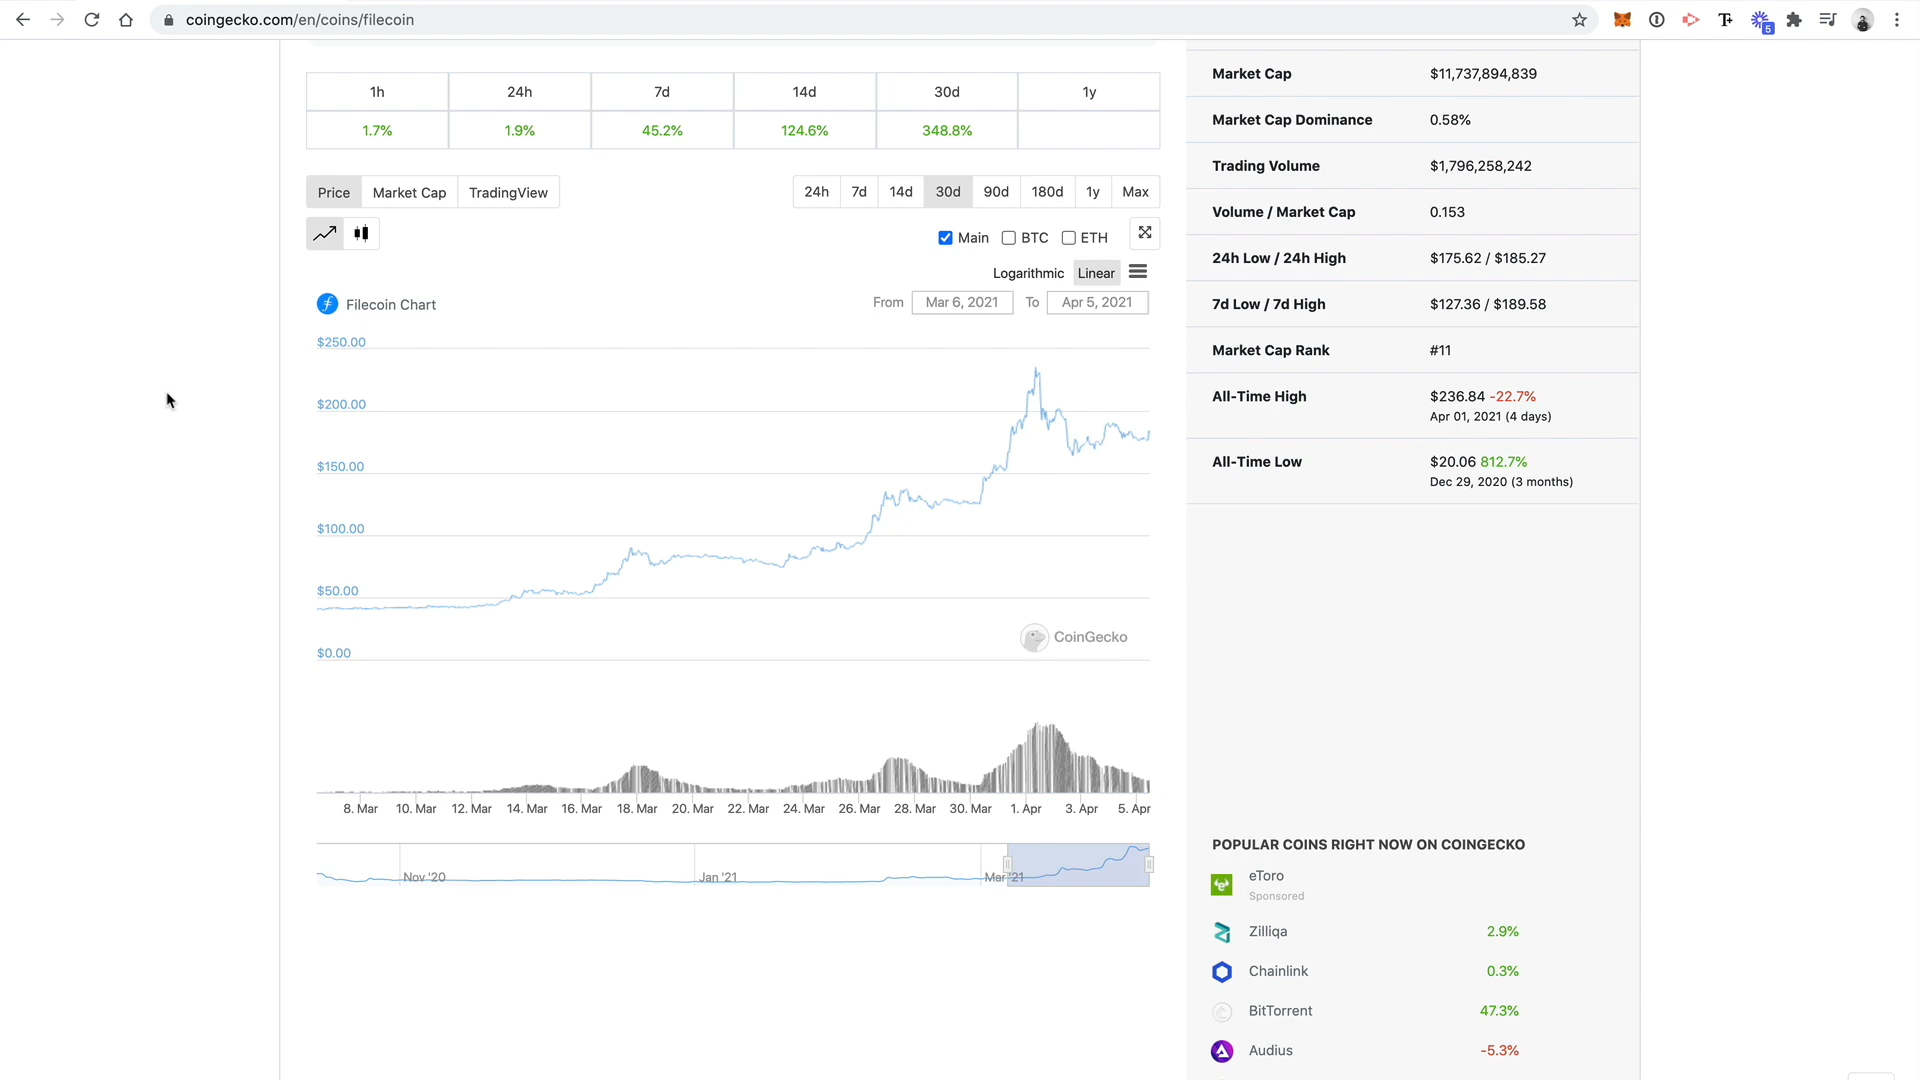 coingecko.com/en/coins/filecoin
5
1h 24h 7d 14d 30d 1y
1.7% 1.9% 45.2% 124.6% 348.8%
Price Market Cap TradingView
24h 7d 14d 30d 90d 180d 1y Max
Main BTC ETH
Logarithmic Linear
Filecoin Chart
From Mar 6, 2021 To Apr 5, 2021
$250.00
$200.00
$150.00
$100.00
$50.00
$0.00
CoinGecko
8. Mar 10. Mar 12. Mar 14. Mar 16. Mar 18. Mar 20. Mar 22. Mar 24. Mar 26. Mar 28. Mar 30. Mar 1. Apr 3. Apr 5. Apr
Nov '20 Jan '21 Mar '21
Market Cap $11,737,894,839
Market Cap Dominance 0.58%
Trading Volume $1,796,258,242
Volume / Market Cap 0.153
24h Low / 24h High $175.62 / $185.27
7d Low / 7d High $127.36 / $189.58
Market Cap Rank #11
All-Time High $236.84 -22.7%
Apr 01, 2021 (4 days)
All-Time Low $20.06 812.7%
Dec 29, 2020 (3 months)
POPULAR COINS RIGHT NOW ON COINGECKO
eToro
Sponsored
Zilliqa 2.9%
Chainlink 0.3%
BitTorrent 47.3%
Audius -5.3%